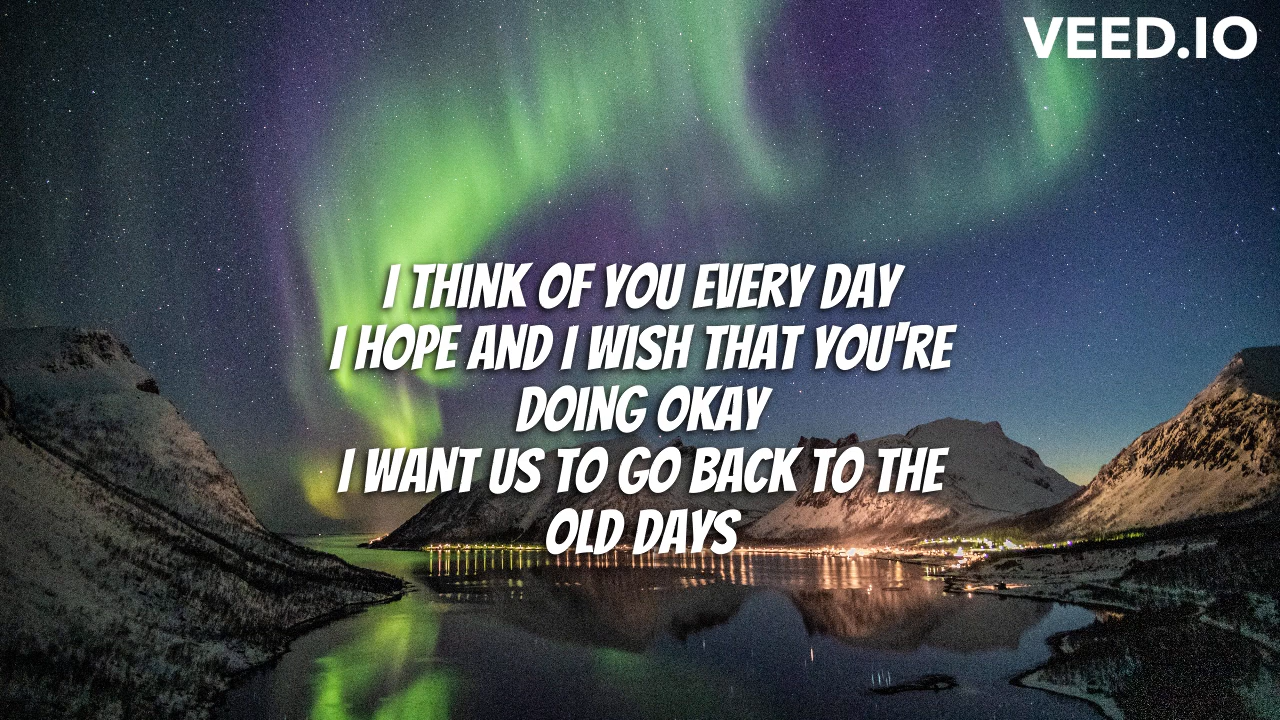 VEED.IO
I THINK OF YOU EVERY DAY
I HOPE AND I WISH THAT YOU'RE
DOING OKAY
I WANT US TO GO BACK TO THE
OLD DAYS